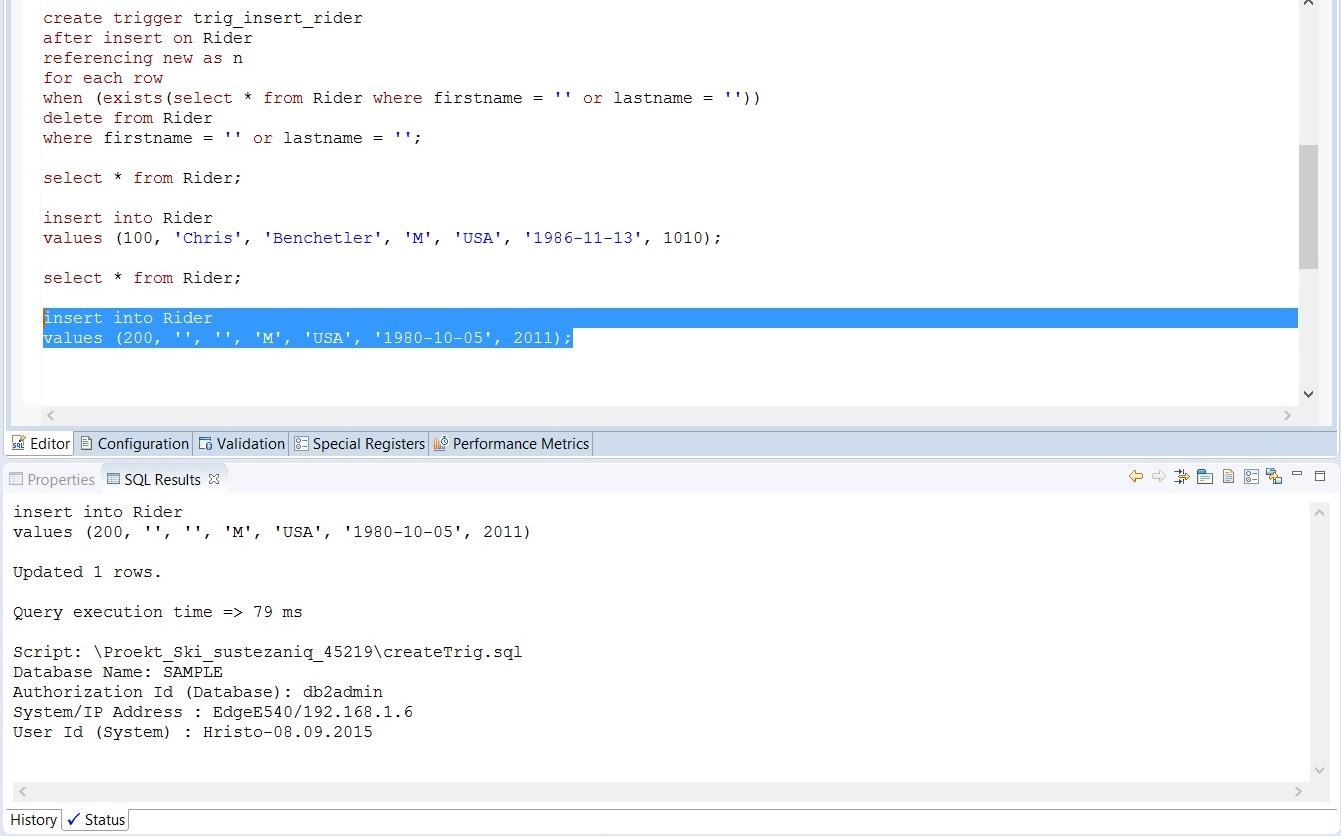 create trigger trig_insert_rider
after insert on Rider
referencing new as n
for each row
when (exists(select * from Rider where firstname = '' or lastname = ''))
delete from Rider
where firstname = '' or lastname = '';
select * from Rider;
insert into Rider
values (100, 'Chris', 'Benchetler', 'M', 'USA', '1986-11-13', 1010);
select * from Rider;
insert into Rider
values (200, '', '', 'M', 'USA', '1980-10-05', 2011);
Editor Configuration Validation Special Registers Performance Metrics
Properties SQL Results
insert into Rider
values (200, '', '', 'M', 'USA', '1980-10-05', 2011)
Updated 1 rows.
Query execution time => 79 ms
Script: \Proekt_Ski_sustezaniq_45219\createTrig.sql
Database Name: SAMPLE
Authorization Id (Database): db2admin
System/IP Address : EdgeE540/192.168.1.6
User Id (System) : Hristo-08.09.2015
History Status